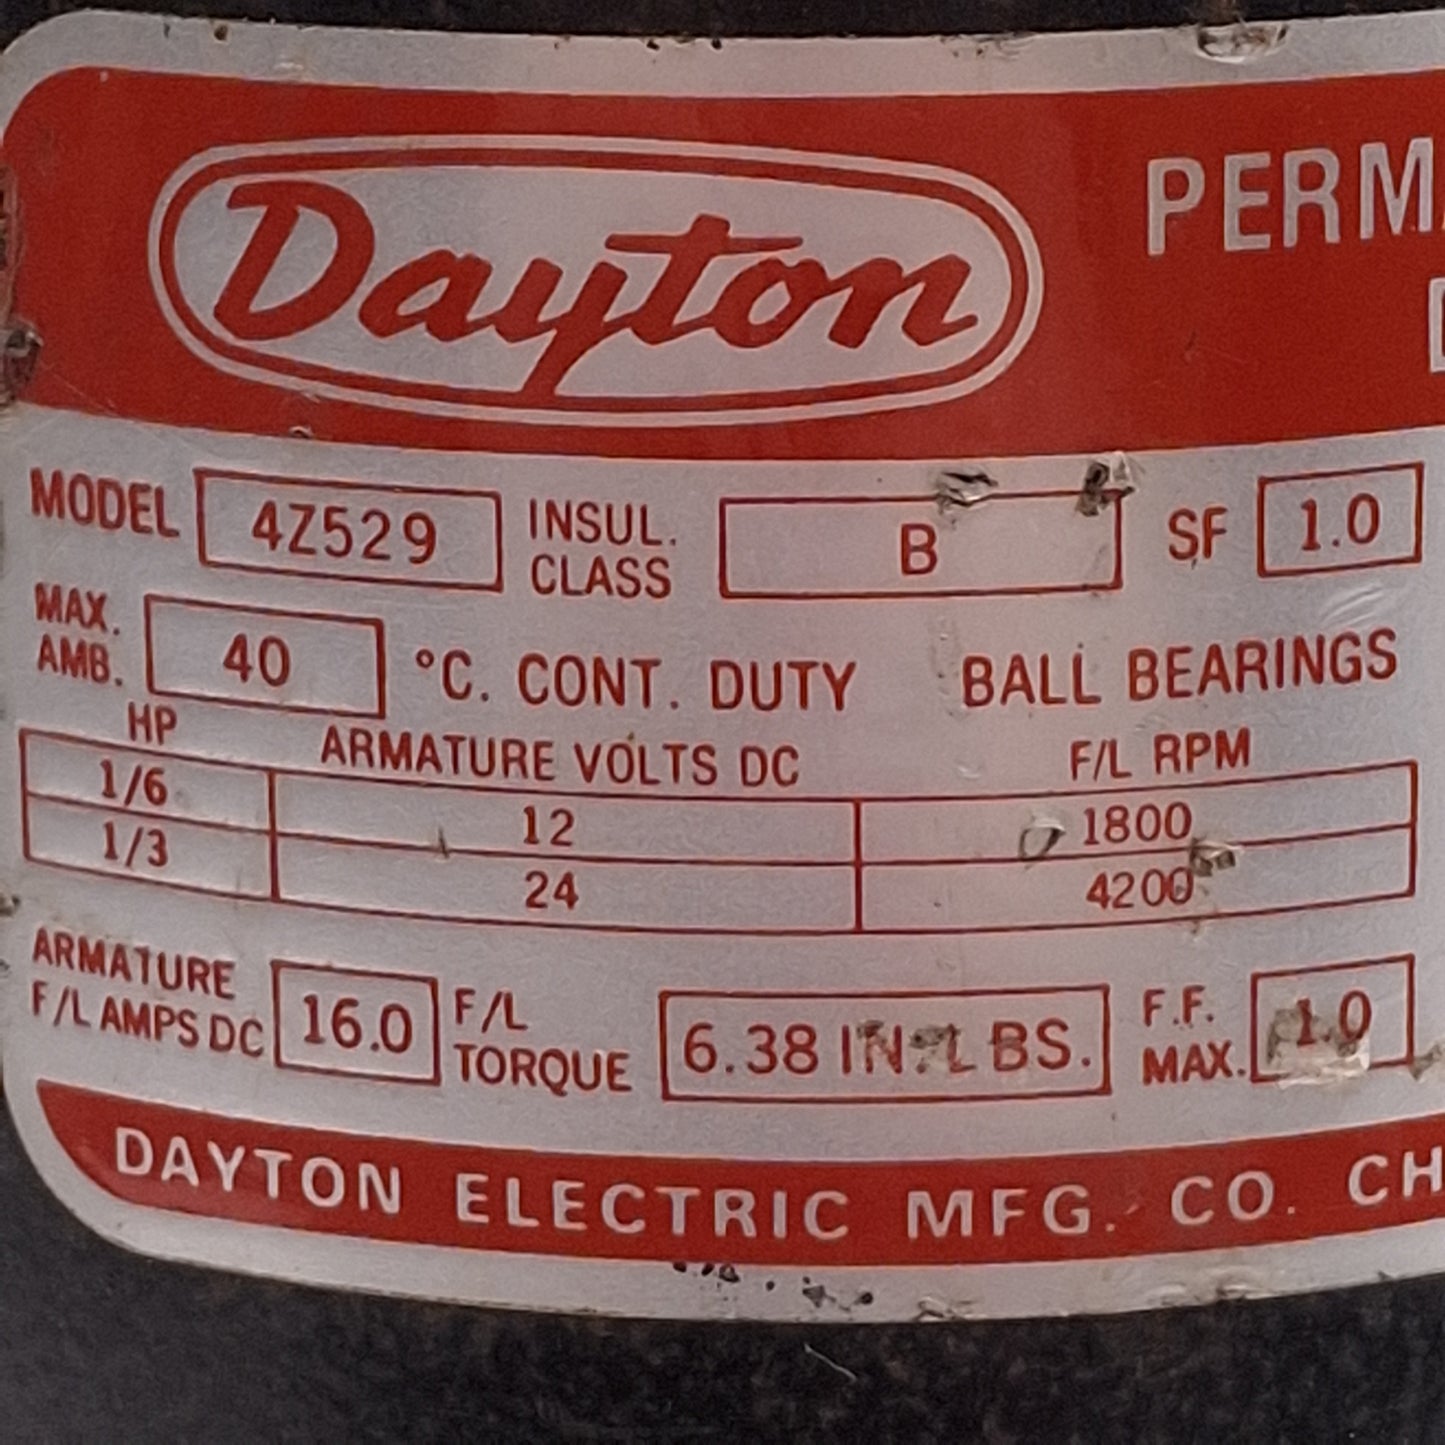 Dayton
PERMA
MODEL 4Z529 INSUL. CLASS B SF 1.0
MAX. AMB. 40 °C. CONT. DUTY BALL BEARINGS
HP ARMATURE VOLTS DC F/L RPM
1/6 12 1800
1/3 24 4200
ARMATURE F/L AMPS DC 16.0 F/L TORQUE 6.38 IN. LBS. F.F. MAX. 1.0
DAYTON ELECTRIC MFG. CO. CH